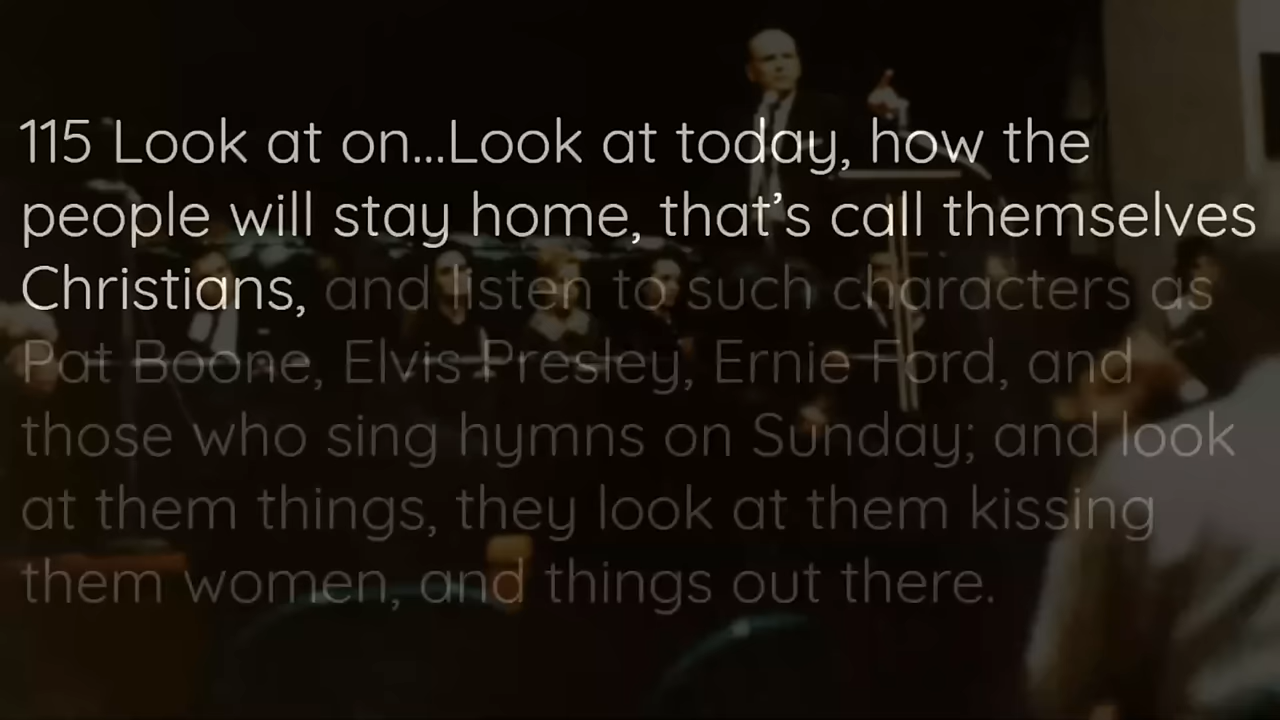 115 Look at on...Look at today, how the
people will stay home, that’s call themselves
Christians, and listen to such characters as
Pat Boone, Elvis Presley, Ernie Ford, and
those who sing hymns on Sunday; and look
at them things, they look at them kissing
them women, and things out there.